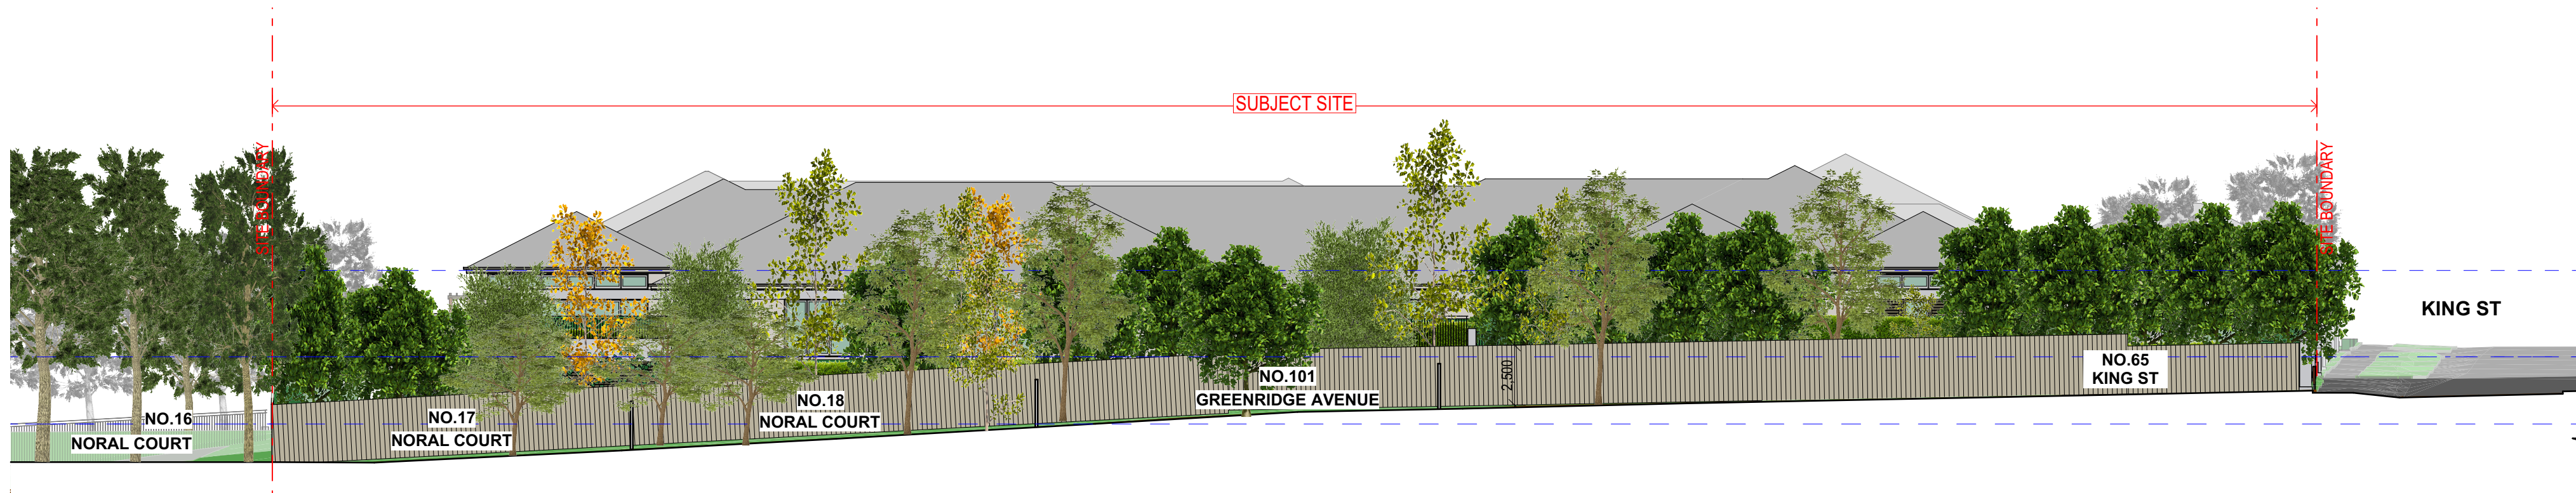 SUBJECT SITE
SITE BOUNDARY
SITE BOUNDARY
KING ST
NO.16
NORAL COURT
NO.17
NORAL COURT
NO.18
NORAL COURT
NO.101
GREENRIDGE AVENUE
2,500
NO.65
KING ST